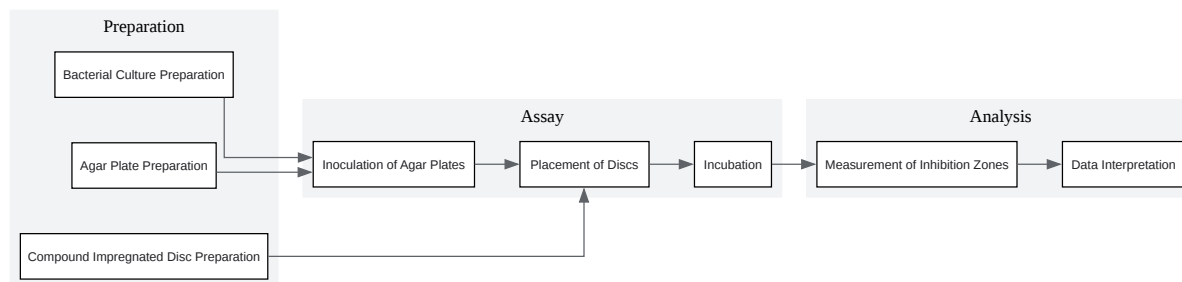 Preparation
Bacterial Culture Preparation
Agar Plate Preparation
Compound Impregnated Disc Preparation
Assay
Inoculation of Agar Plates
Placement of Discs
Incubation
Analysis
Measurement of Inhibition Zones
Data Interpretation